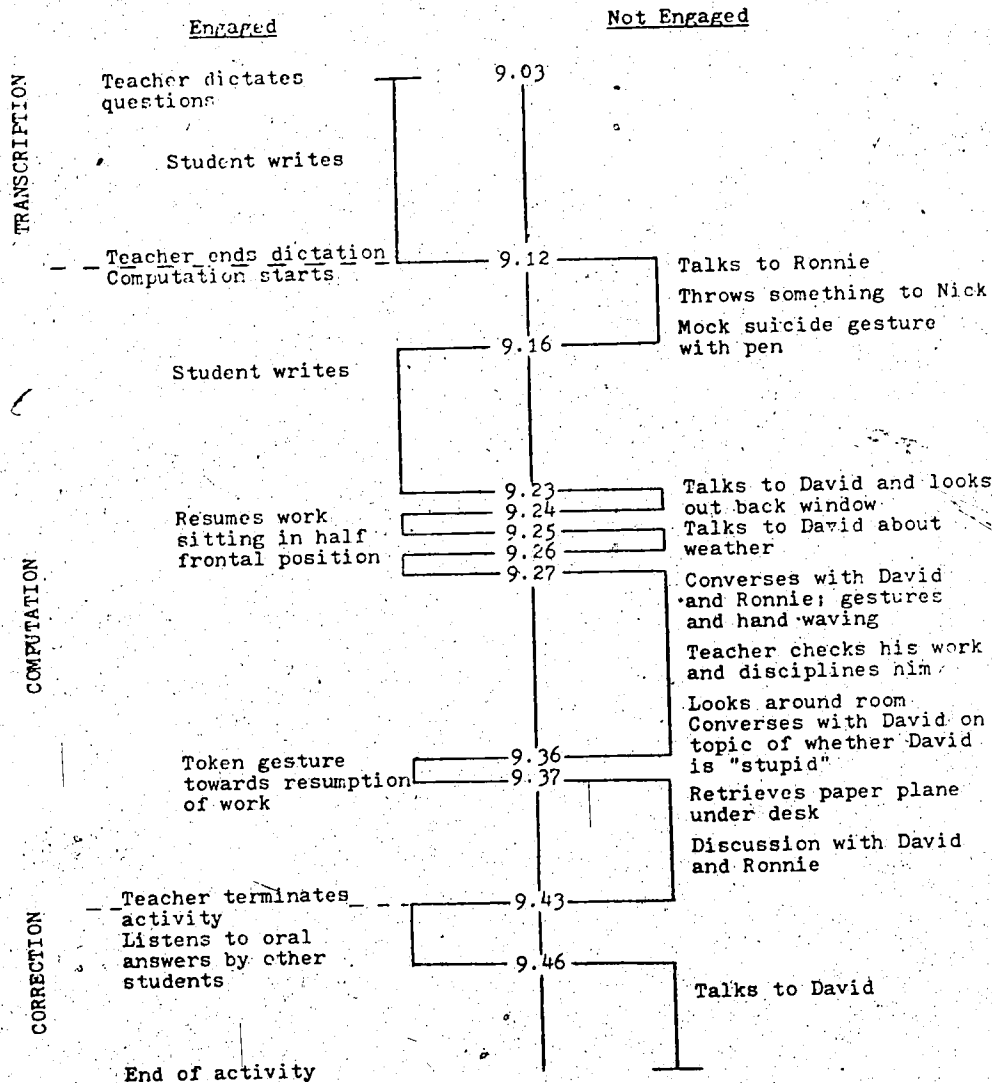 Engaged
Not Engaged
TRANSCRIPTION
Teacher dictates
questions
9.03
Student writes
Teacher ends dictation
Computation starts
9.12
Talks to Ronnie
Throws something to Nick
Mock suicide gesture
with pen
9.16
Student writes
COMPUTATION
9.23
Talks to David and looks
out back window
9.24
Resumes work
sitting in half
frontal position
9.25
Talks to David about
weather
9.26
9.27
Converses with David
and Ronnie; gestures
and hand waving
Teacher checks his work
and disciplines him
Looks around room
Converses with David on
topic of whether David
is "stupid"
9.36
Token gesture
towards resumption
of work
9.37
Retrieves paper plane
under desk
Discussion with David
and Ronnie
CORRECTION
Teacher terminates
activity
9.43
Listens to oral
answers by other
students
9.46
Talks to David
End of activity